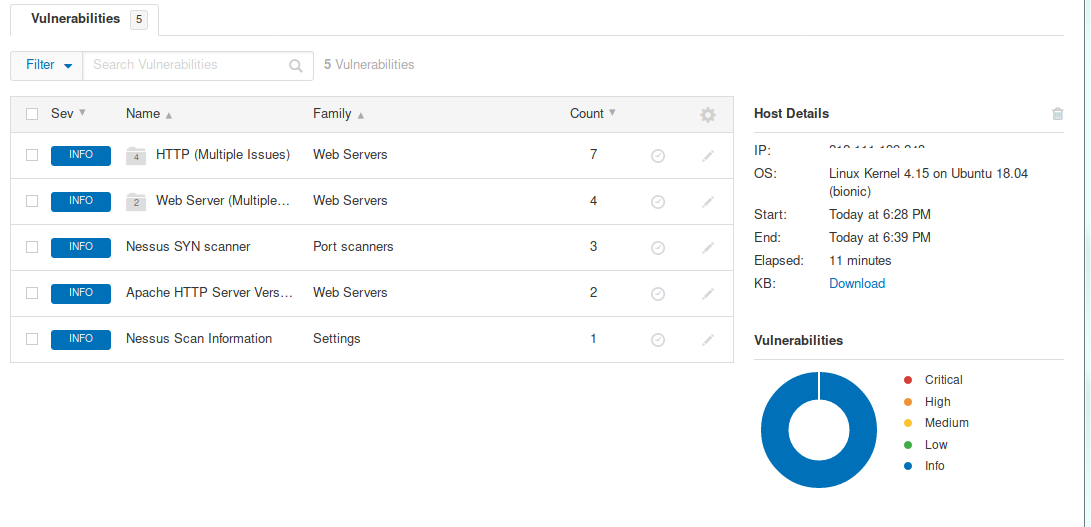 Vulnerabilities 5
Filter Search Vulnerabilities 5 Vulnerabilities
Sev Name Family Count
INFO 4 HTTP (Multiple Issues) Web Servers 7
INFO 2 Web Server (Multiple... Web Servers 4
INFO Nessus SYN scanner Port scanners 3
INFO Apache HTTP Server Vers... Web Servers 2
INFO Nessus Scan Information Settings 1
Host Details
IP:
OS: Linux Kernel 4.15 on Ubuntu 18.04
(bionic)
Start: Today at 6:28 PM
End: Today at 6:39 PM
Elapsed: 11 minutes
KB: Download
Vulnerabilities
Critical
High
Medium
Low
Info